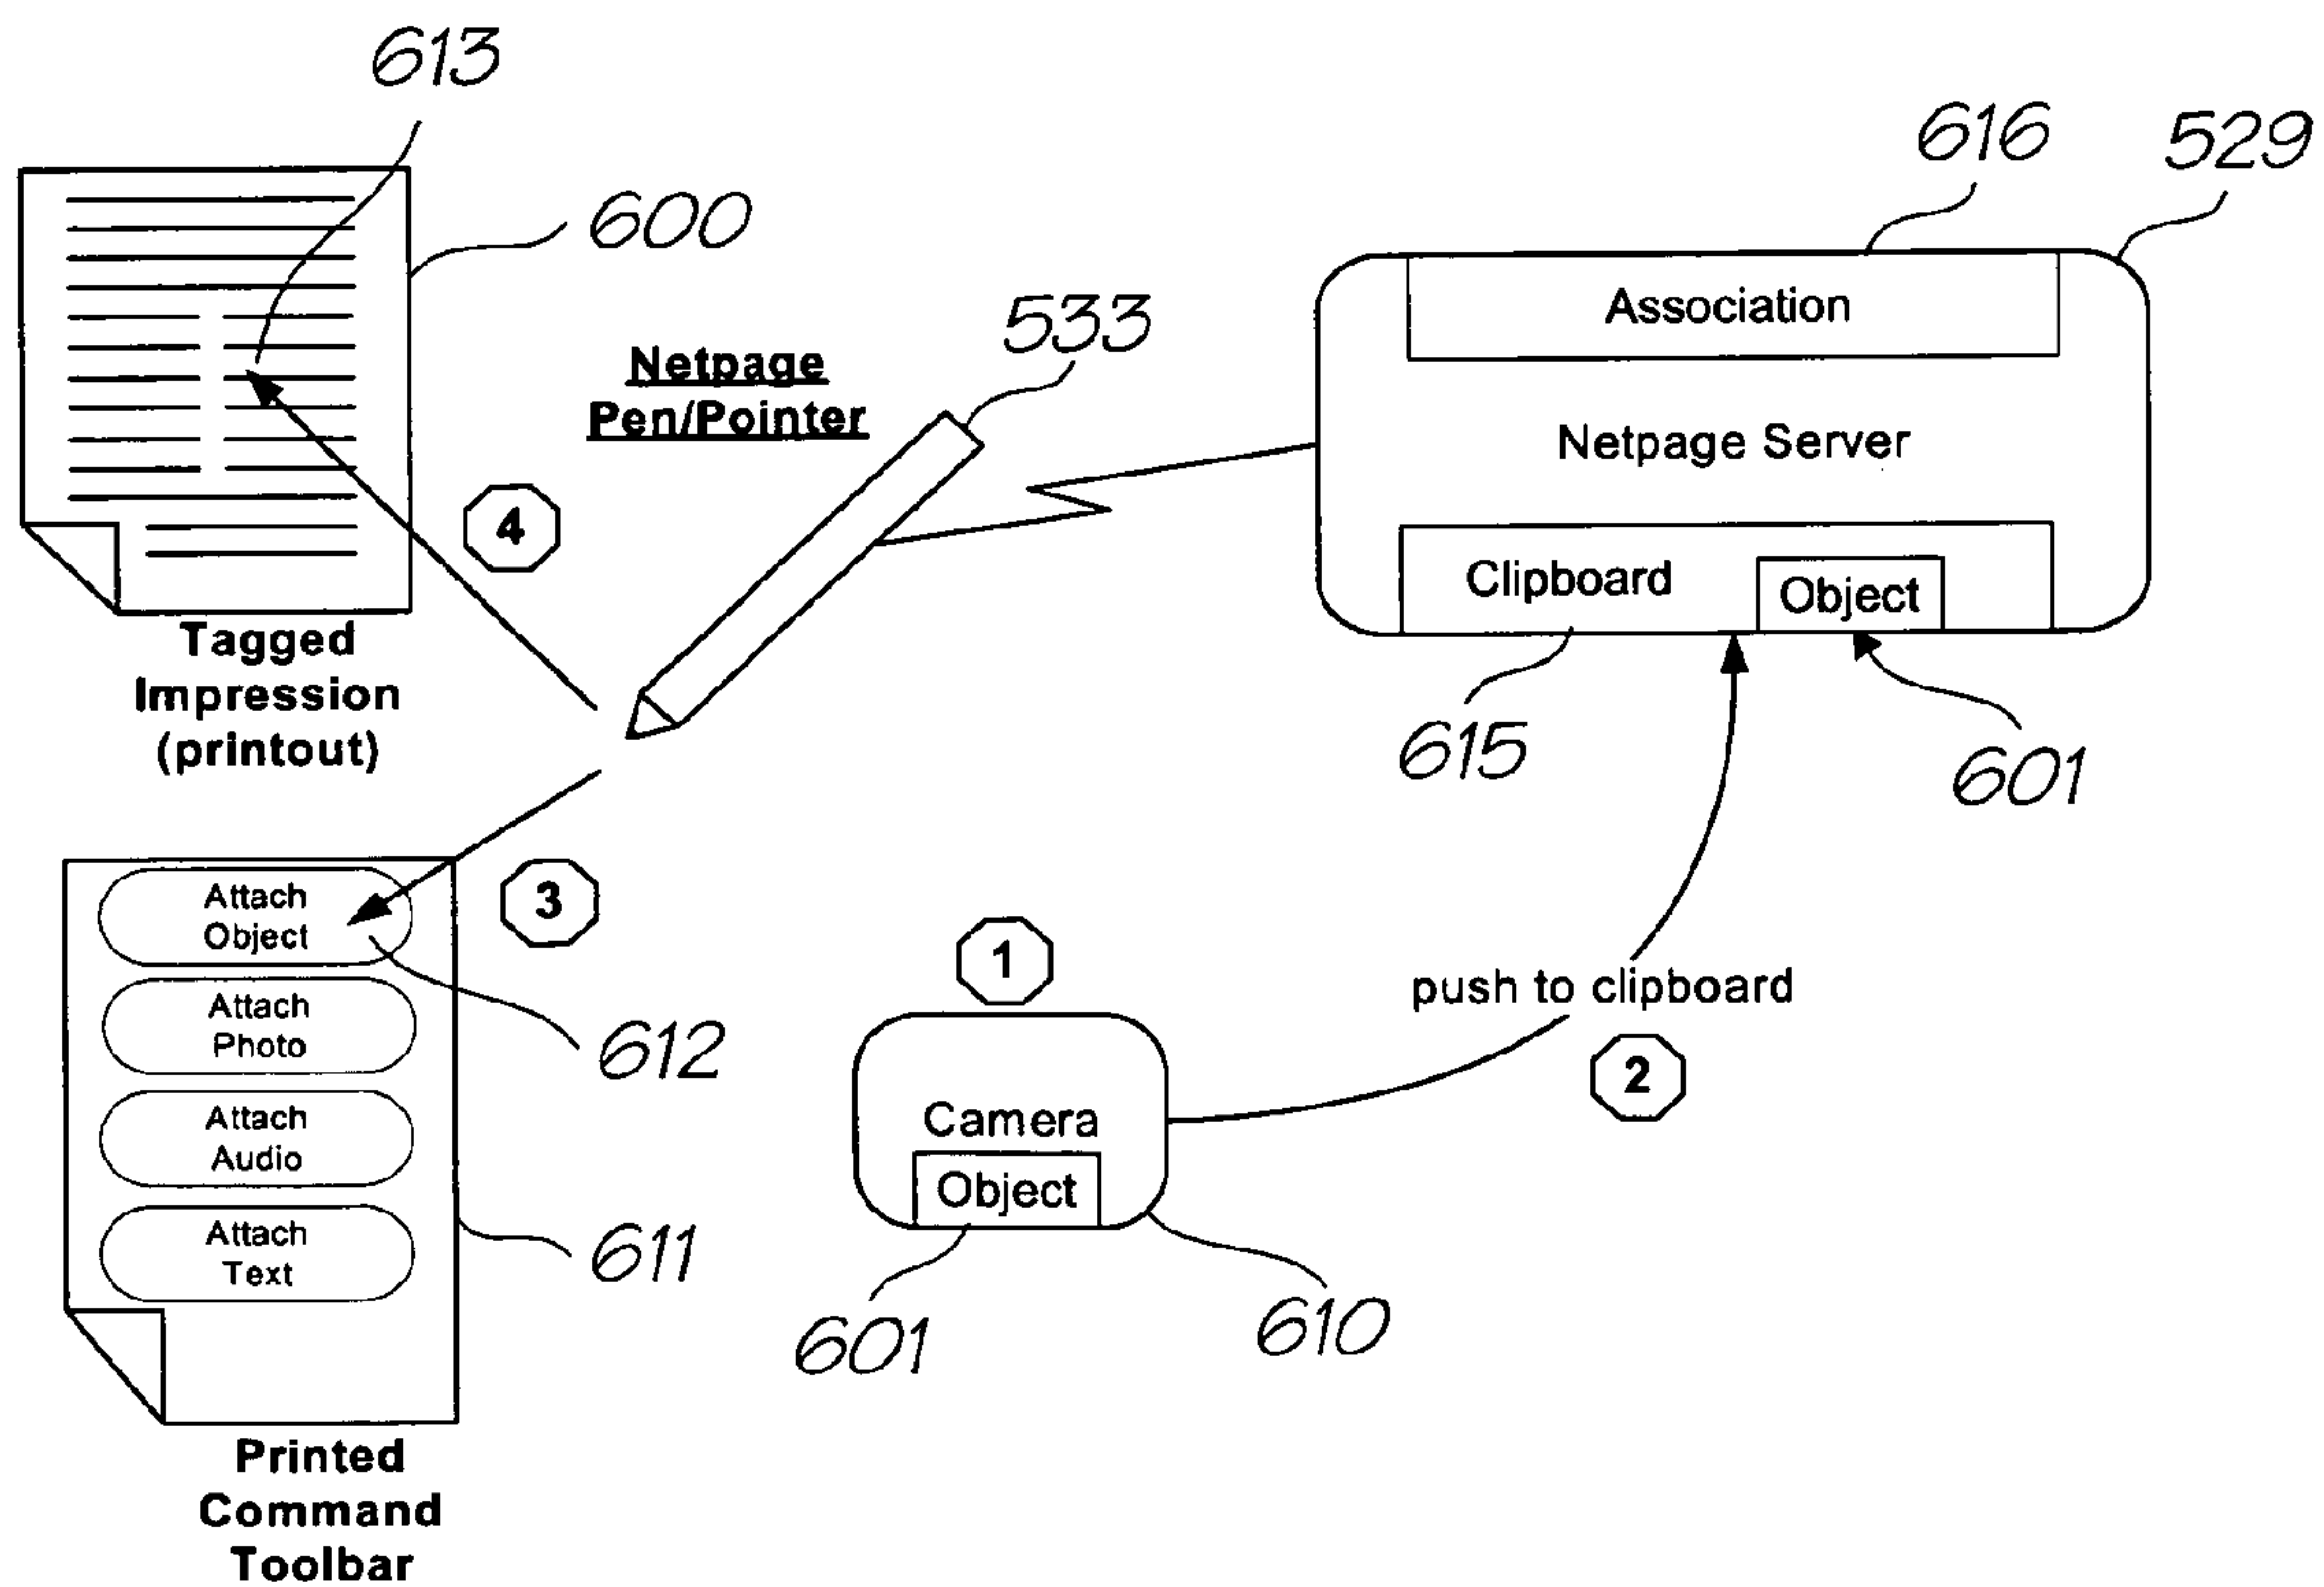 613
616
529
600
Association
533
Netpage
Pen/Pointer
Netpage Server
4
Clipboard
Object
Tagged
Impression
(printout)
615
601
Attach
Object
3
1
push to clipboard
Attach
Photo
612
2
Camera
Attach
Audio
Object
Attach
Text
611
601
610
Printed
Command
Toolbar